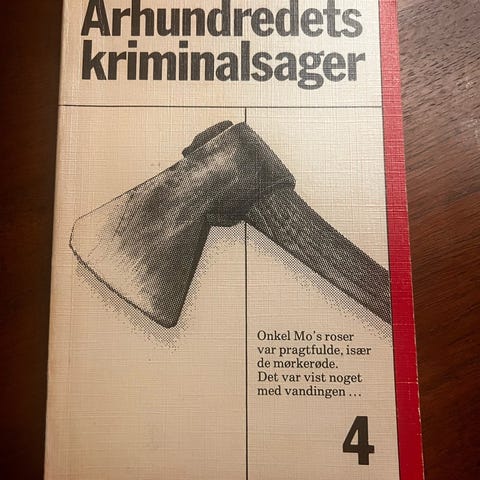 Århundredets
kriminalsager
Onkel Mo's roser
var pragtfulde, især
de mørkerøde.
Det var vist noget
med vandingen ...
4